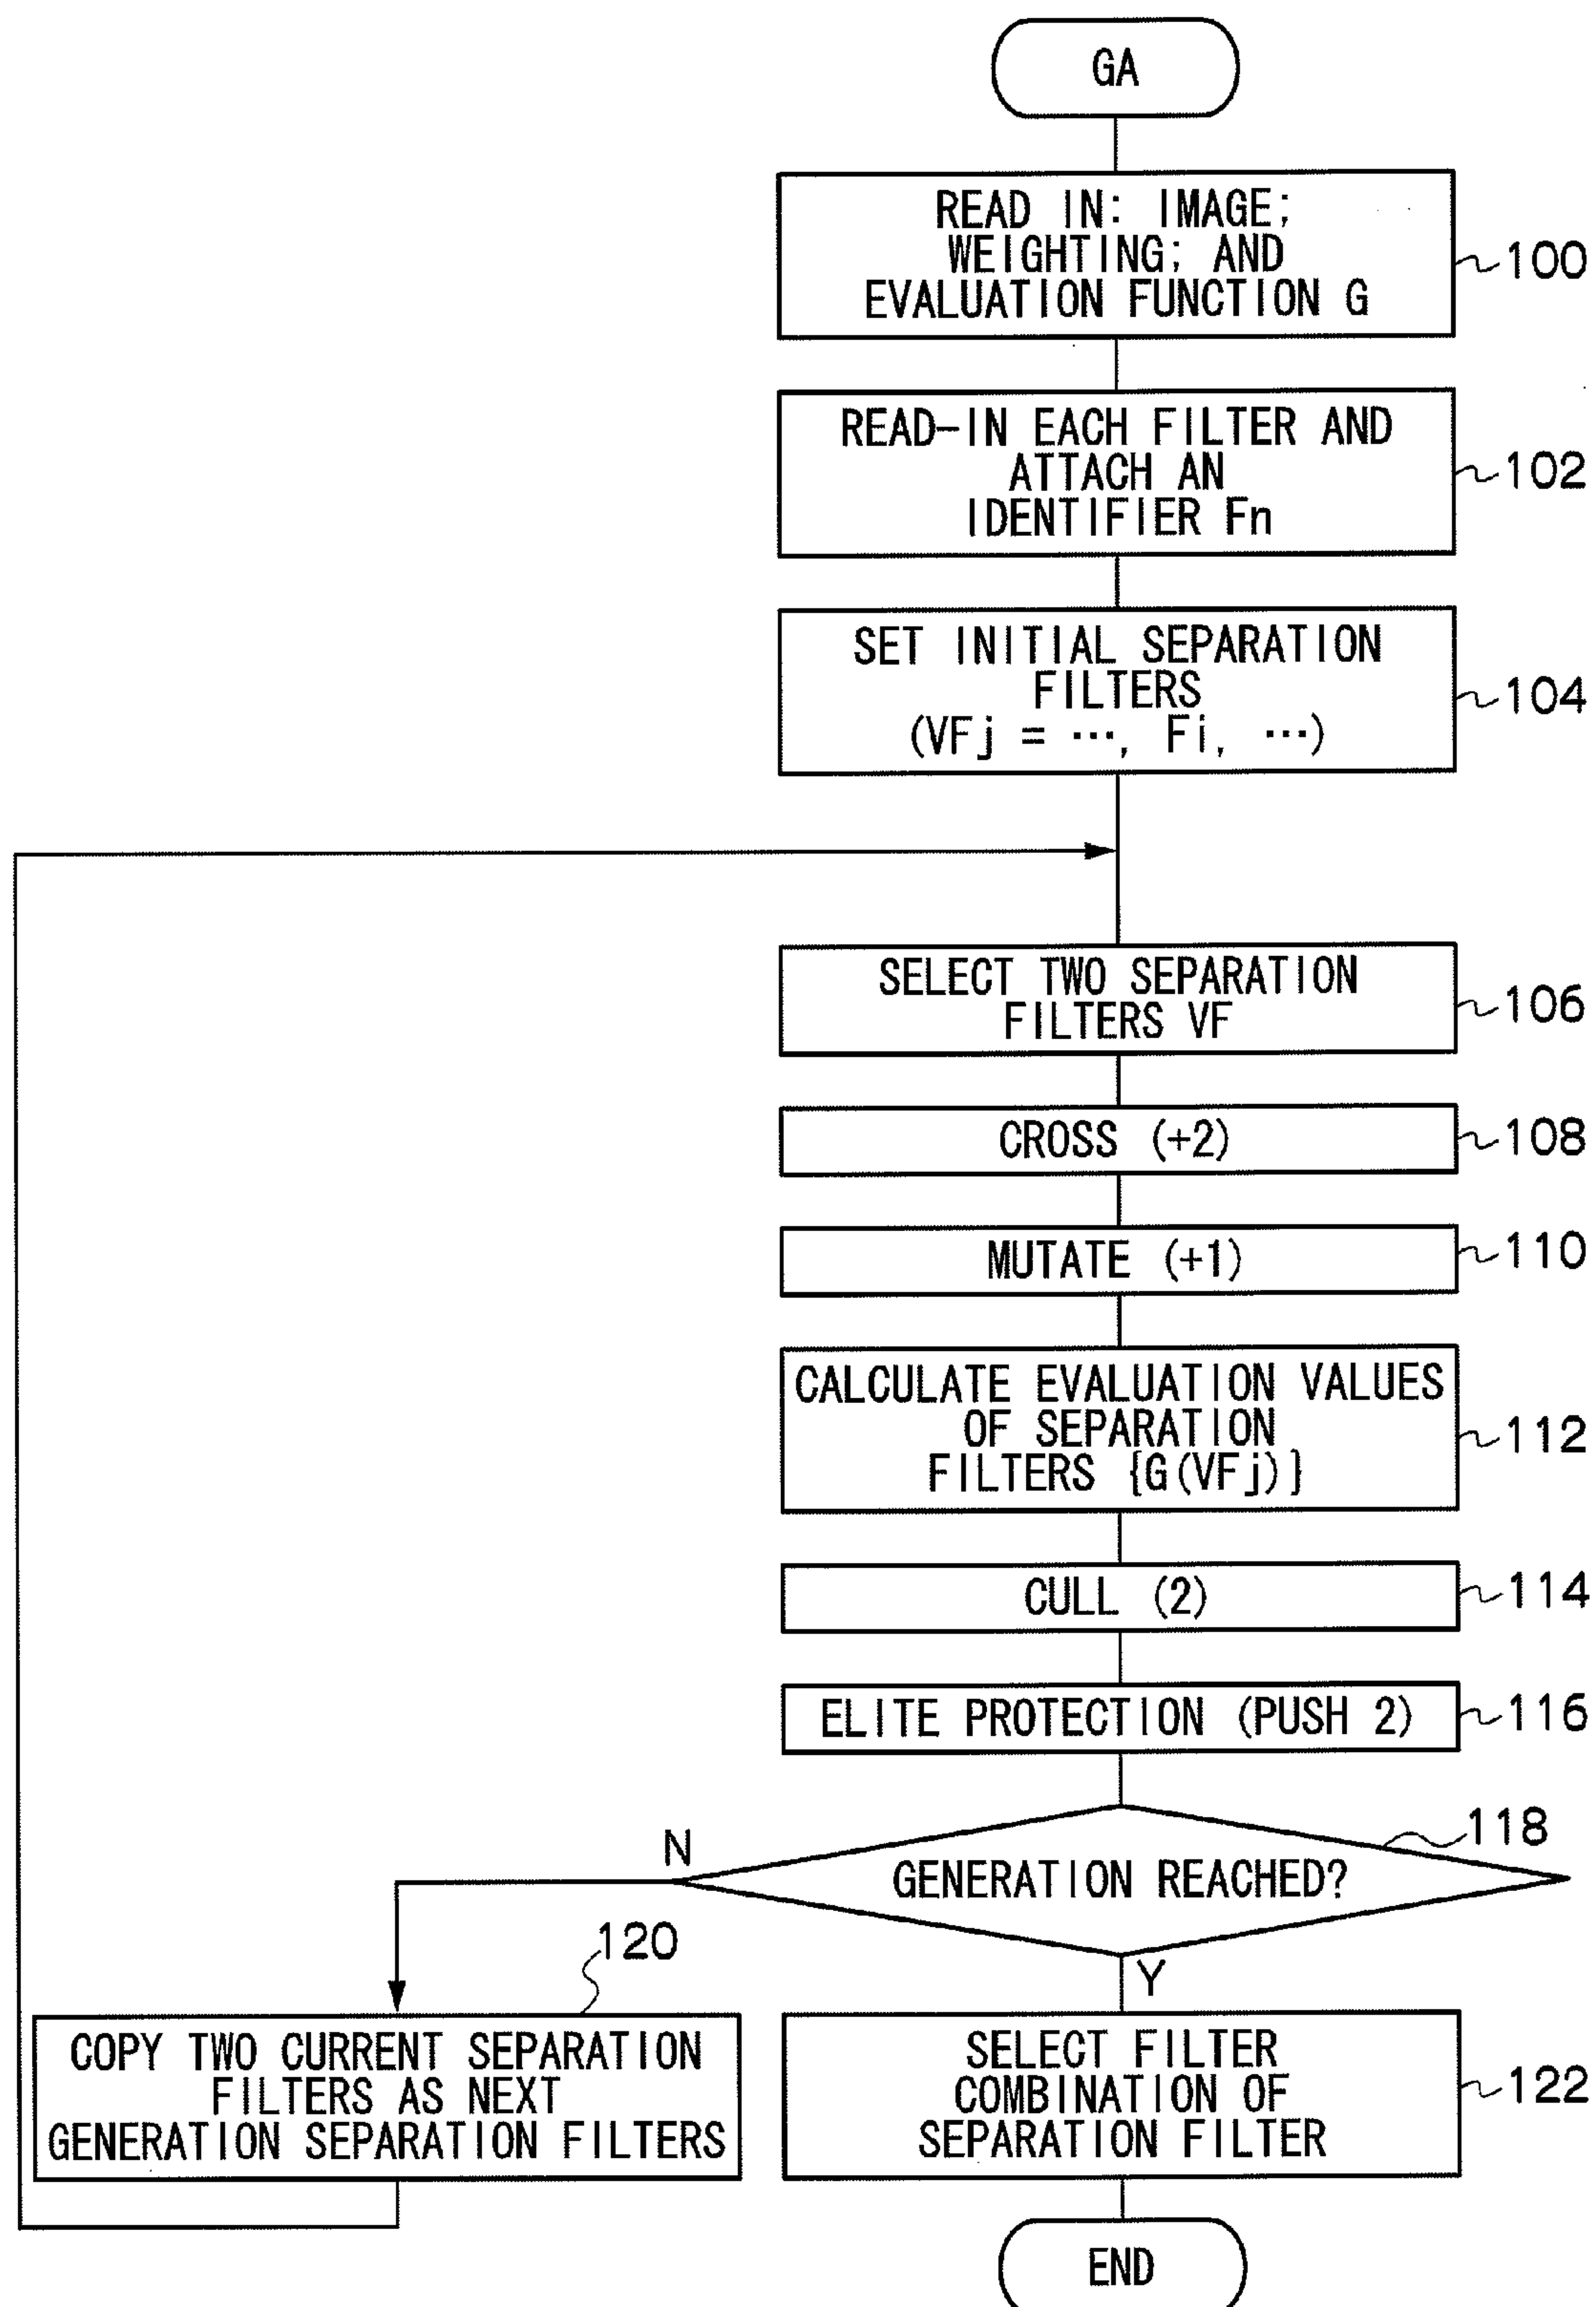 GA
READ IN: IMAGE;
WEIGHTING; AND
EVALUATION FUNCTION G
100
READ-IN EACH FILTER AND
ATTACH AN
IDENTIFIER Fn
102
SET INITIAL SEPARATION
FILTERS
(VFj = ⋯, Fi, ⋯)
104
SELECT TWO SEPARATION
FILTERS VF
106
CROSS (+2)
108
MUTATE (+1)
110
CALCULATE EVALUATION VALUES
OF SEPARATION
FILTERS {G(VFj)}
112
CULL (2)
114
ELITE PROTECTION (PUSH 2)
116
GENERATION REACHED?
118
N
Y
120
COPY TWO CURRENT SEPARATION
FILTERS AS NEXT
GENERATION SEPARATION FILTERS
SELECT FILTER
COMBINATION OF
SEPARATION FILTER
122
END